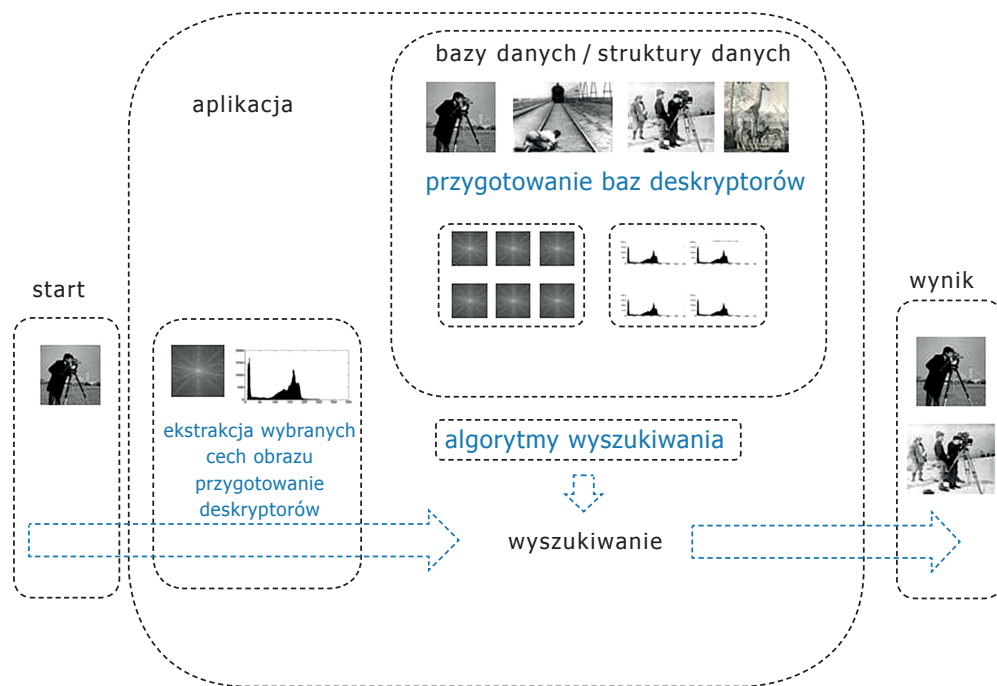 bazy danych / struktury danych
aplikacja
przygotowanie baz deskryptorów
start
wynik
ekstrakcja wybranych
cech obrazu
przygotowanie
deskryptorów
algorytmy wyszukiwania
wyszukiwanie